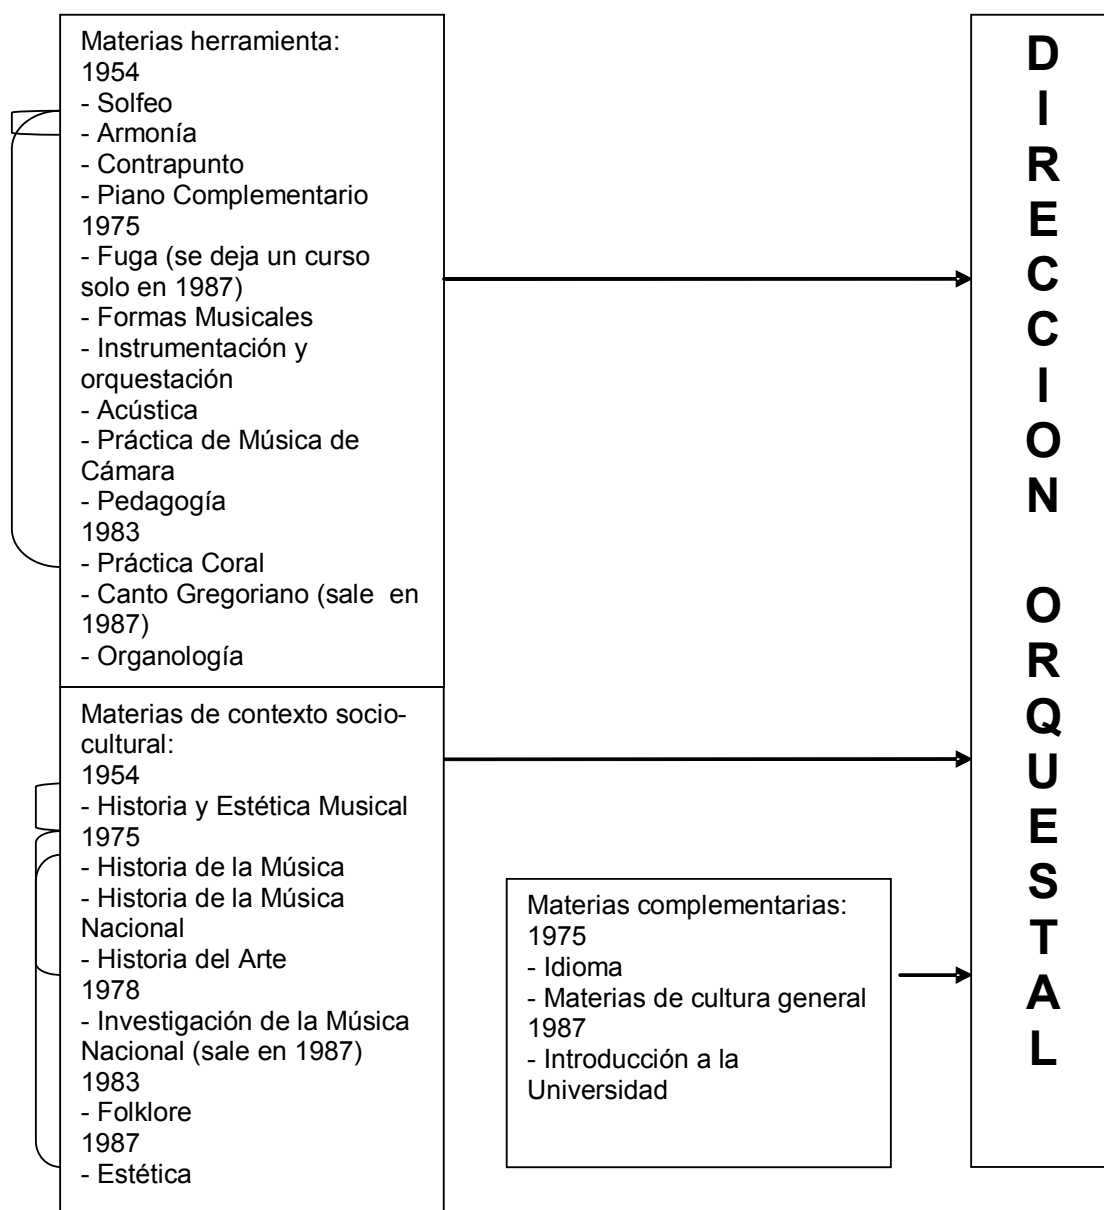 Materias herramienta:
1954
- Solfeo
- Armonía
- Contrapunto
- Piano Complementario
1975
- Fuga (se deja un curso
solo en 1987)
- Formas Musicales
- Instrumentación y
orquestación
- Acústica
- Práctica de Música de
Cámara
- Pedagogía
1983
- Práctica Coral
- Canto Gregoriano (sale  en
1987)
- Organología
Materias de contexto socio-
cultural:
1954
- Historia y Estética Musical
1975
- Historia de la Música
- Historia de la Música
Nacional
- Historia del Arte
1978
- Investigación de la Música
Nacional (sale en 1987)
1983
- Folklore
1987
- Estética
Materias complementarias:
1975
- Idioma
- Materias de cultura general
1987
- Introducción a la
Universidad
D
I
R
E
C
C
I
O
N
O
R
Q
U
E
S
T
A
L